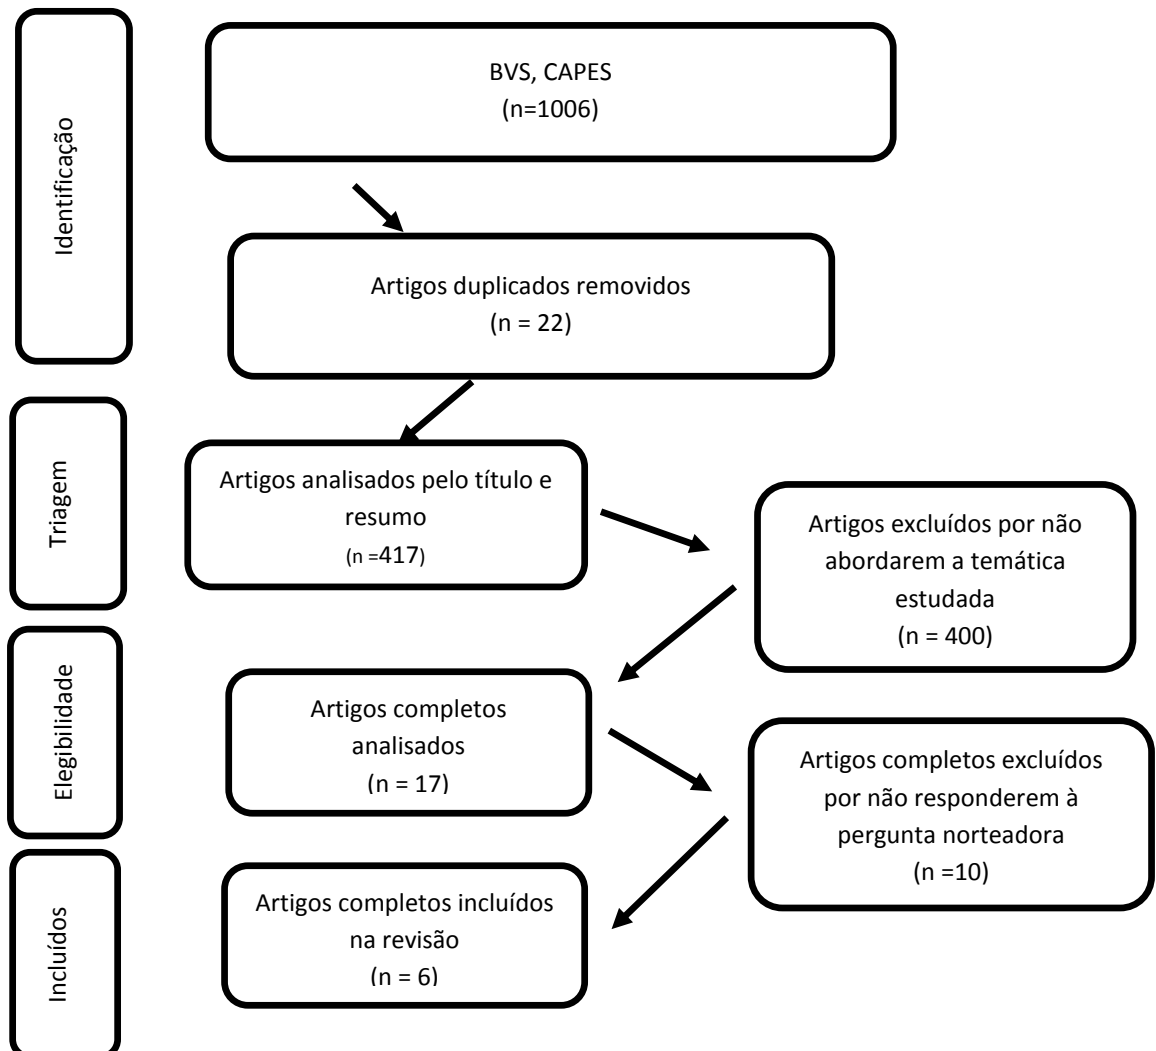 Identificação
BVS, CAPES
(n=1006)
Artigos duplicados removidos
(n = 22)
Triagem
Artigos analisados pelo título e
resumo
(n =417)
Artigos excluídos por não
abordarem a temática
estudada
(n = 400)
Elegibilidade
Artigos completos
analisados
(n = 17)
Artigos completos excluídos
por não responderem à
pergunta norteadora
(n =10)
Incluídos
Artigos completos incluídos
na revisão
(n = 6)